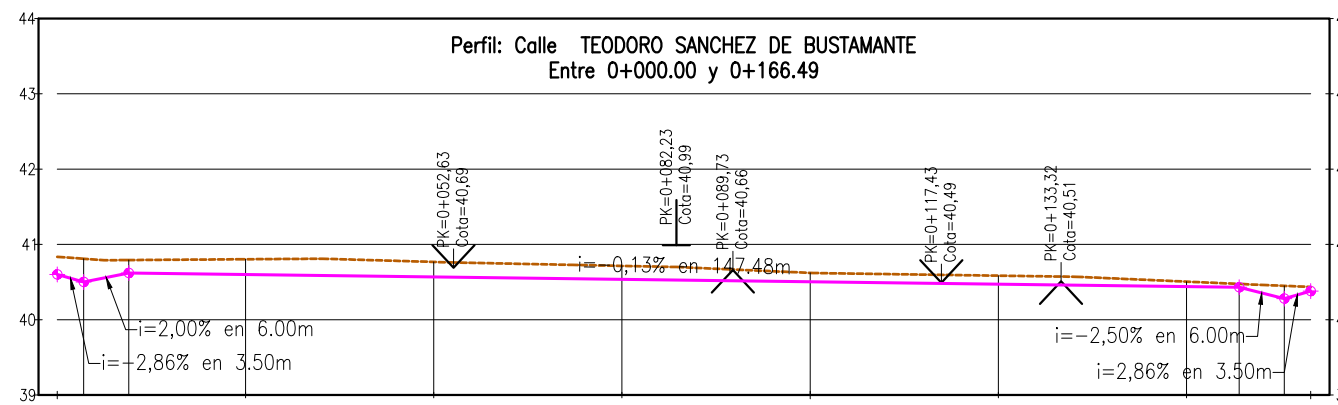 44
Perfil: Calle TEODORO SANCHEZ DE BUSTAMANTE
Entre 0+000.00 y 0+166.49
43
42
PK=0+052,63
Cota=40,69
PK=0+082,23
Cota=40,99
PK=0+089,73
Cota=40,66
PK=0+117,43
Cota=40,49
PK=0+133,32
Cota=40,51
41
i=-0,13% en 147.48m
40
i=2,00% en 6.00m
i=-2,86% en 3.50m
i=-2,50% en 6.00m
i=2,86% en 3.50m
39